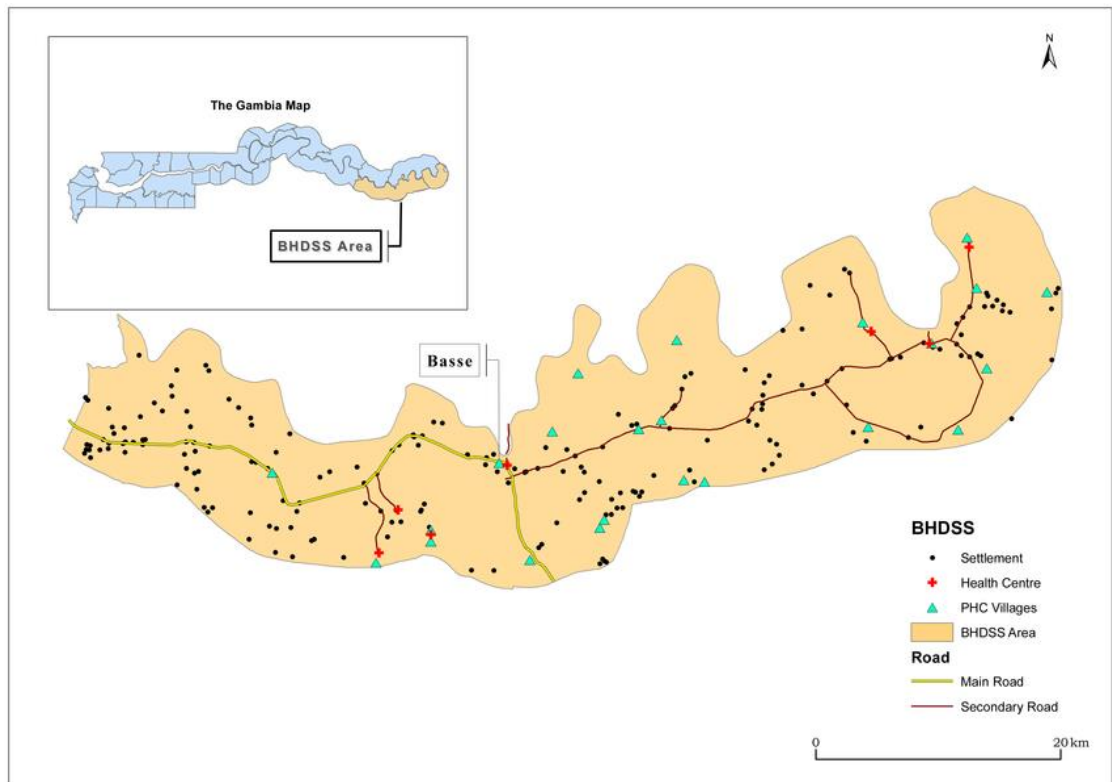 N
The Gambia Map
BHDSS Area
Basse
BHDSS
Settlement
Health Centre
PHC Villages
BHDSS Area
Road
Main Road
Secondary Road
0
20 km